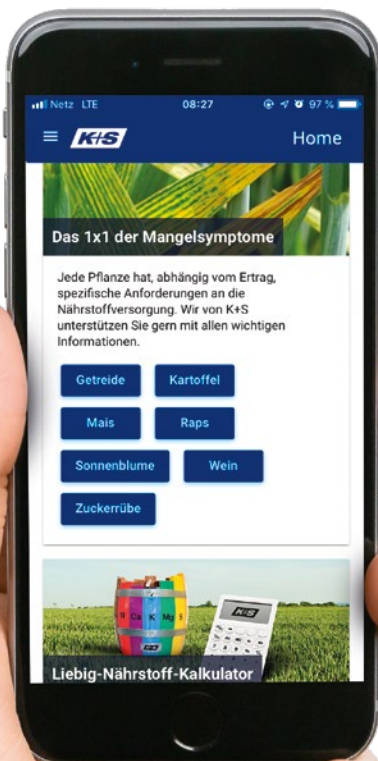 Netz LTE 08:27 97 %
K+S Home
Das 1x1 der Mangelsymptome
Jede Pflanze hat, abhängig vom Ertrag,
spezifische Anforderungen an die
Nährstoffversorgung. Wir von K+S
unterstützen Sie gern mit allen wichtigen
Informationen.
Getreide Kartoffel
Mais Raps
Sonnenblume Wein
Zuckerrübe
N Ca K Mg S
K+S
K+S
Liebig-Nährstoff-Kalkulator